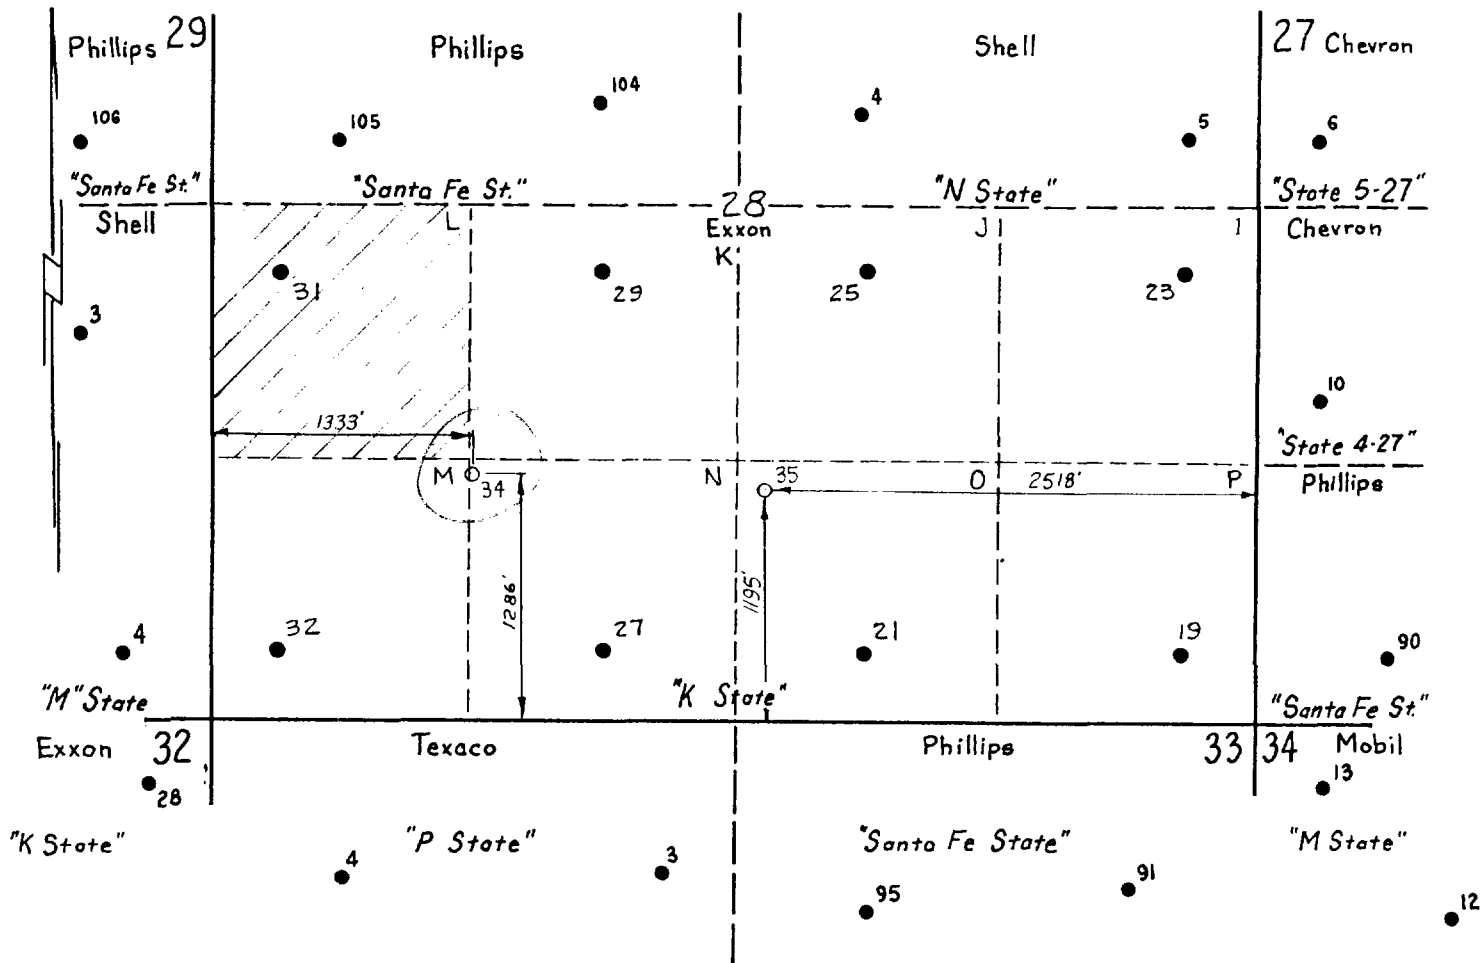 Phillips 29 Phillips Shell 27 Chevron
106 105 104 4 5 6
"Santa Fe St." "Santa Fe St." 28 "N State" "State 5-27"
Shell L Exxon J I Chevron
K
31 29 25 23
3
10
1333' "State 4-27"
M 34 N 35 O 2518' P Phillips
1286' 1195'
4 32 27 21 19 90
"M" State "K State" "Santa Fe St."
Exxon 32 Texaco Phillips 33 34 Mobil
28 13
"K State" "P State" "Santa Fe State" "M State"
4 3 95 91 12